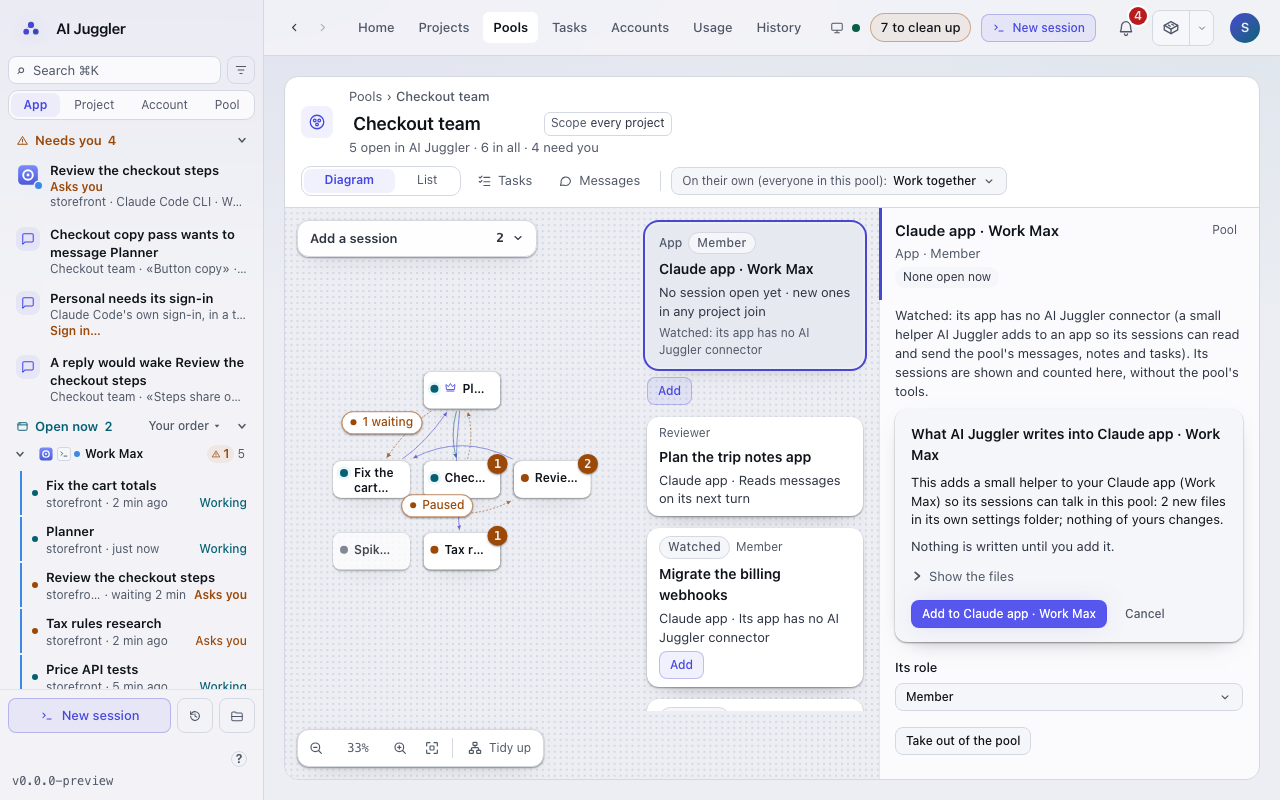 AI Juggler
Search ⌘K
App Project Account Pool
Needs you 4
Review the checkout steps
Asks you
storefront · Claude Code CLI · W...
Checkout copy pass wants to
message Planner
Checkout team · «Button copy» ·...
Personal needs its sign-in
Claude Code's own sign-in, in a t...
Sign in...
A reply would wake Review the
checkout steps
Checkout team · «Steps share o...
Open now 2 Your order
Work Max 1 5
Fix the cart totals
storefront · 2 min ago Working
Planner
storefront · just now Working
Review the checkout steps
storefro... · waiting 2 min Asks you
Tax rules research
storefront · 2 min ago Asks you
Price API tests
storefront · 5 min ago Working
New session
?
v0.0.0-preview
Home Projects Pools Tasks Accounts Usage History
7 to clean up
New session
4
S
Pools › Checkout team
Checkout team
Scope every project
5 open in AI Juggler · 6 in all · 4 need you
Diagram List Tasks Messages
On their own (everyone in this pool): Work together
Add a session 2
Pl...
1 waiting
Fix the
cart...
Chec... 1
Revie... 2
Paused
Spik...
Tax r... 1
33%
Tidy up
App Member
Claude app · Work Max
No session open yet · new ones
in any project join
Watched: its app has no AI
Juggler connector
Add
Reviewer
Plan the trip notes app
Claude app · Reads messages
on its next turn
Watched Member
Migrate the billing
webhooks
Claude app · Its app has no AI
Juggler connector
Add
Claude app · Work Max Pool
App · Member
None open now
Watched: its app has no AI Juggler connector (a small
helper AI Juggler adds to an app so its sessions can read
and send the pool's messages, notes and tasks). Its
sessions are shown and counted here, without the pool's
tools.
What AI Juggler writes into Claude app · Work
Max
This adds a small helper to your Claude app (Work
Max) so its sessions can talk in this pool: 2 new files
in its own settings folder; nothing of yours changes.
Nothing is written until you add it.
Show the files
Add to Claude app · Work Max Cancel
Its role
Member
Take out of the pool